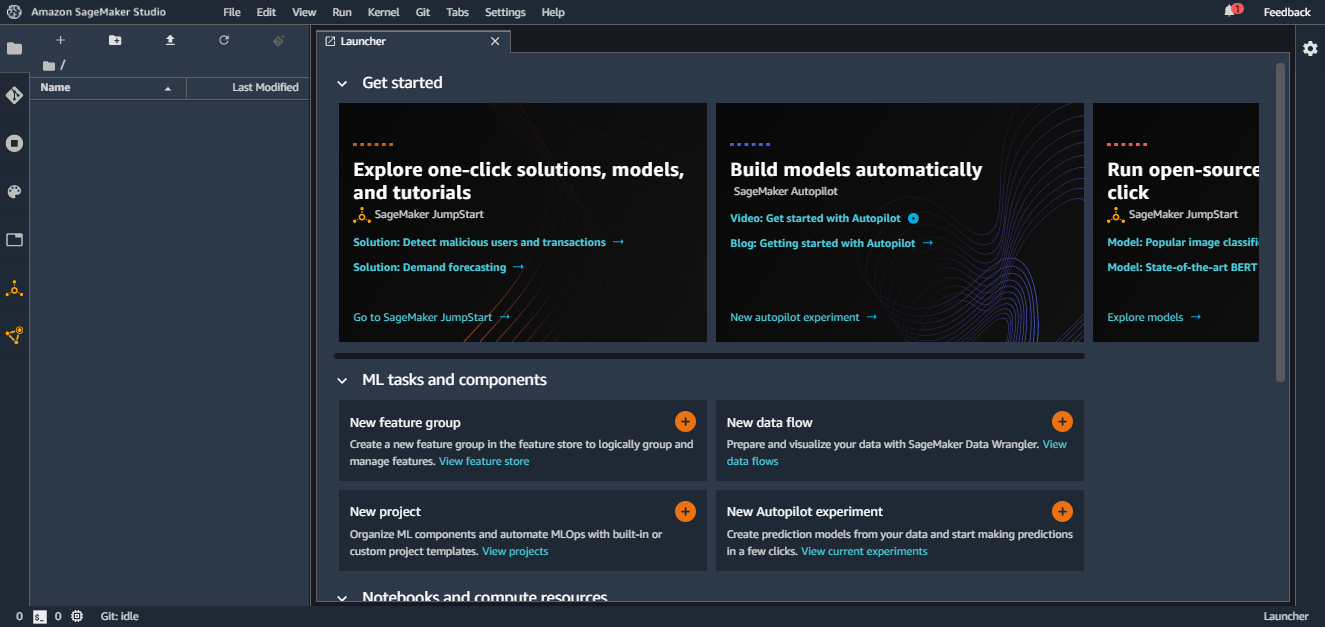 Amazon SageMaker Studio File Edit View Run Kernel Git Tabs Settings Help 1 Feedback
/
Name Last Modified
Launcher
Get started
Explore one-click solutions, models,
and tutorials
SageMaker JumpStart
Solution: Detect malicious users and transactions →
Solution: Demand forecasting →
Go to SageMaker JumpStart →
Build models automatically
SageMaker Autopilot
Video: Get started with Autopilot
Blog: Getting started with Autopilot →
New autopilot experiment →
Run open-source
click
SageMaker JumpStart
Model: Popular image classifi
Model: State-of-the-art BERT
Explore models →
ML tasks and components
New feature group
Create a new feature group in the feature store to logically group and
manage features. View feature store
New data flow
Prepare and visualize your data with SageMaker Data Wrangler. View
data flows
New project
Organize ML components and automate MLOps with built-in or
custom project templates. View projects
New Autopilot experiment
Create prediction models from your data and start making predictions
in a few clicks. View current experiments
Notebooks and compute resources
0 $_ 0 Git: idle Launcher